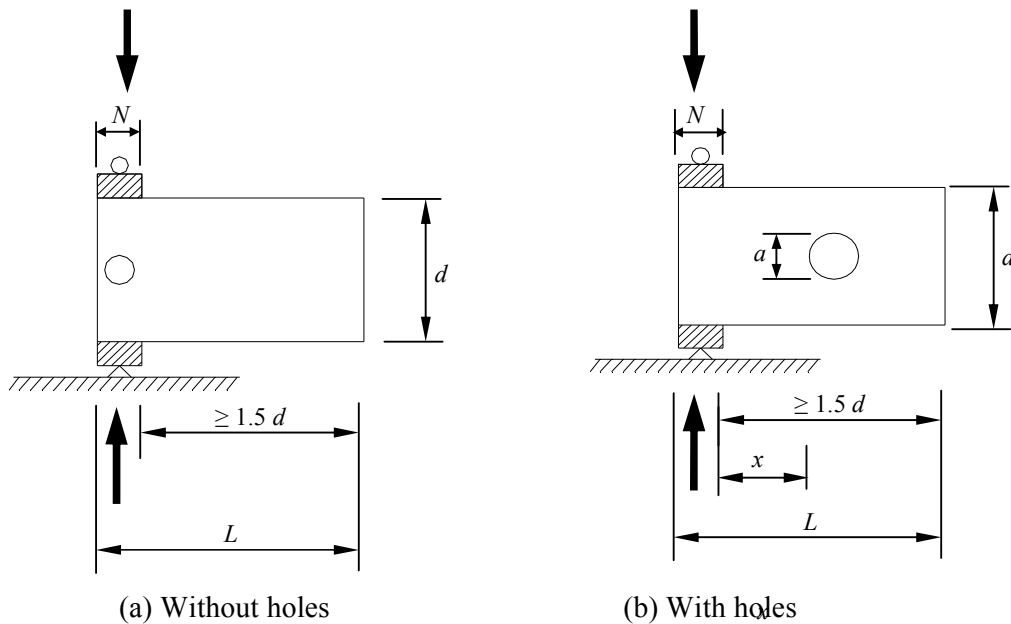 N
d
≥ 1.5 d
L
(a) Without holes
N
a
d
≥ 1.5 d
x
L
(b) With holes
x